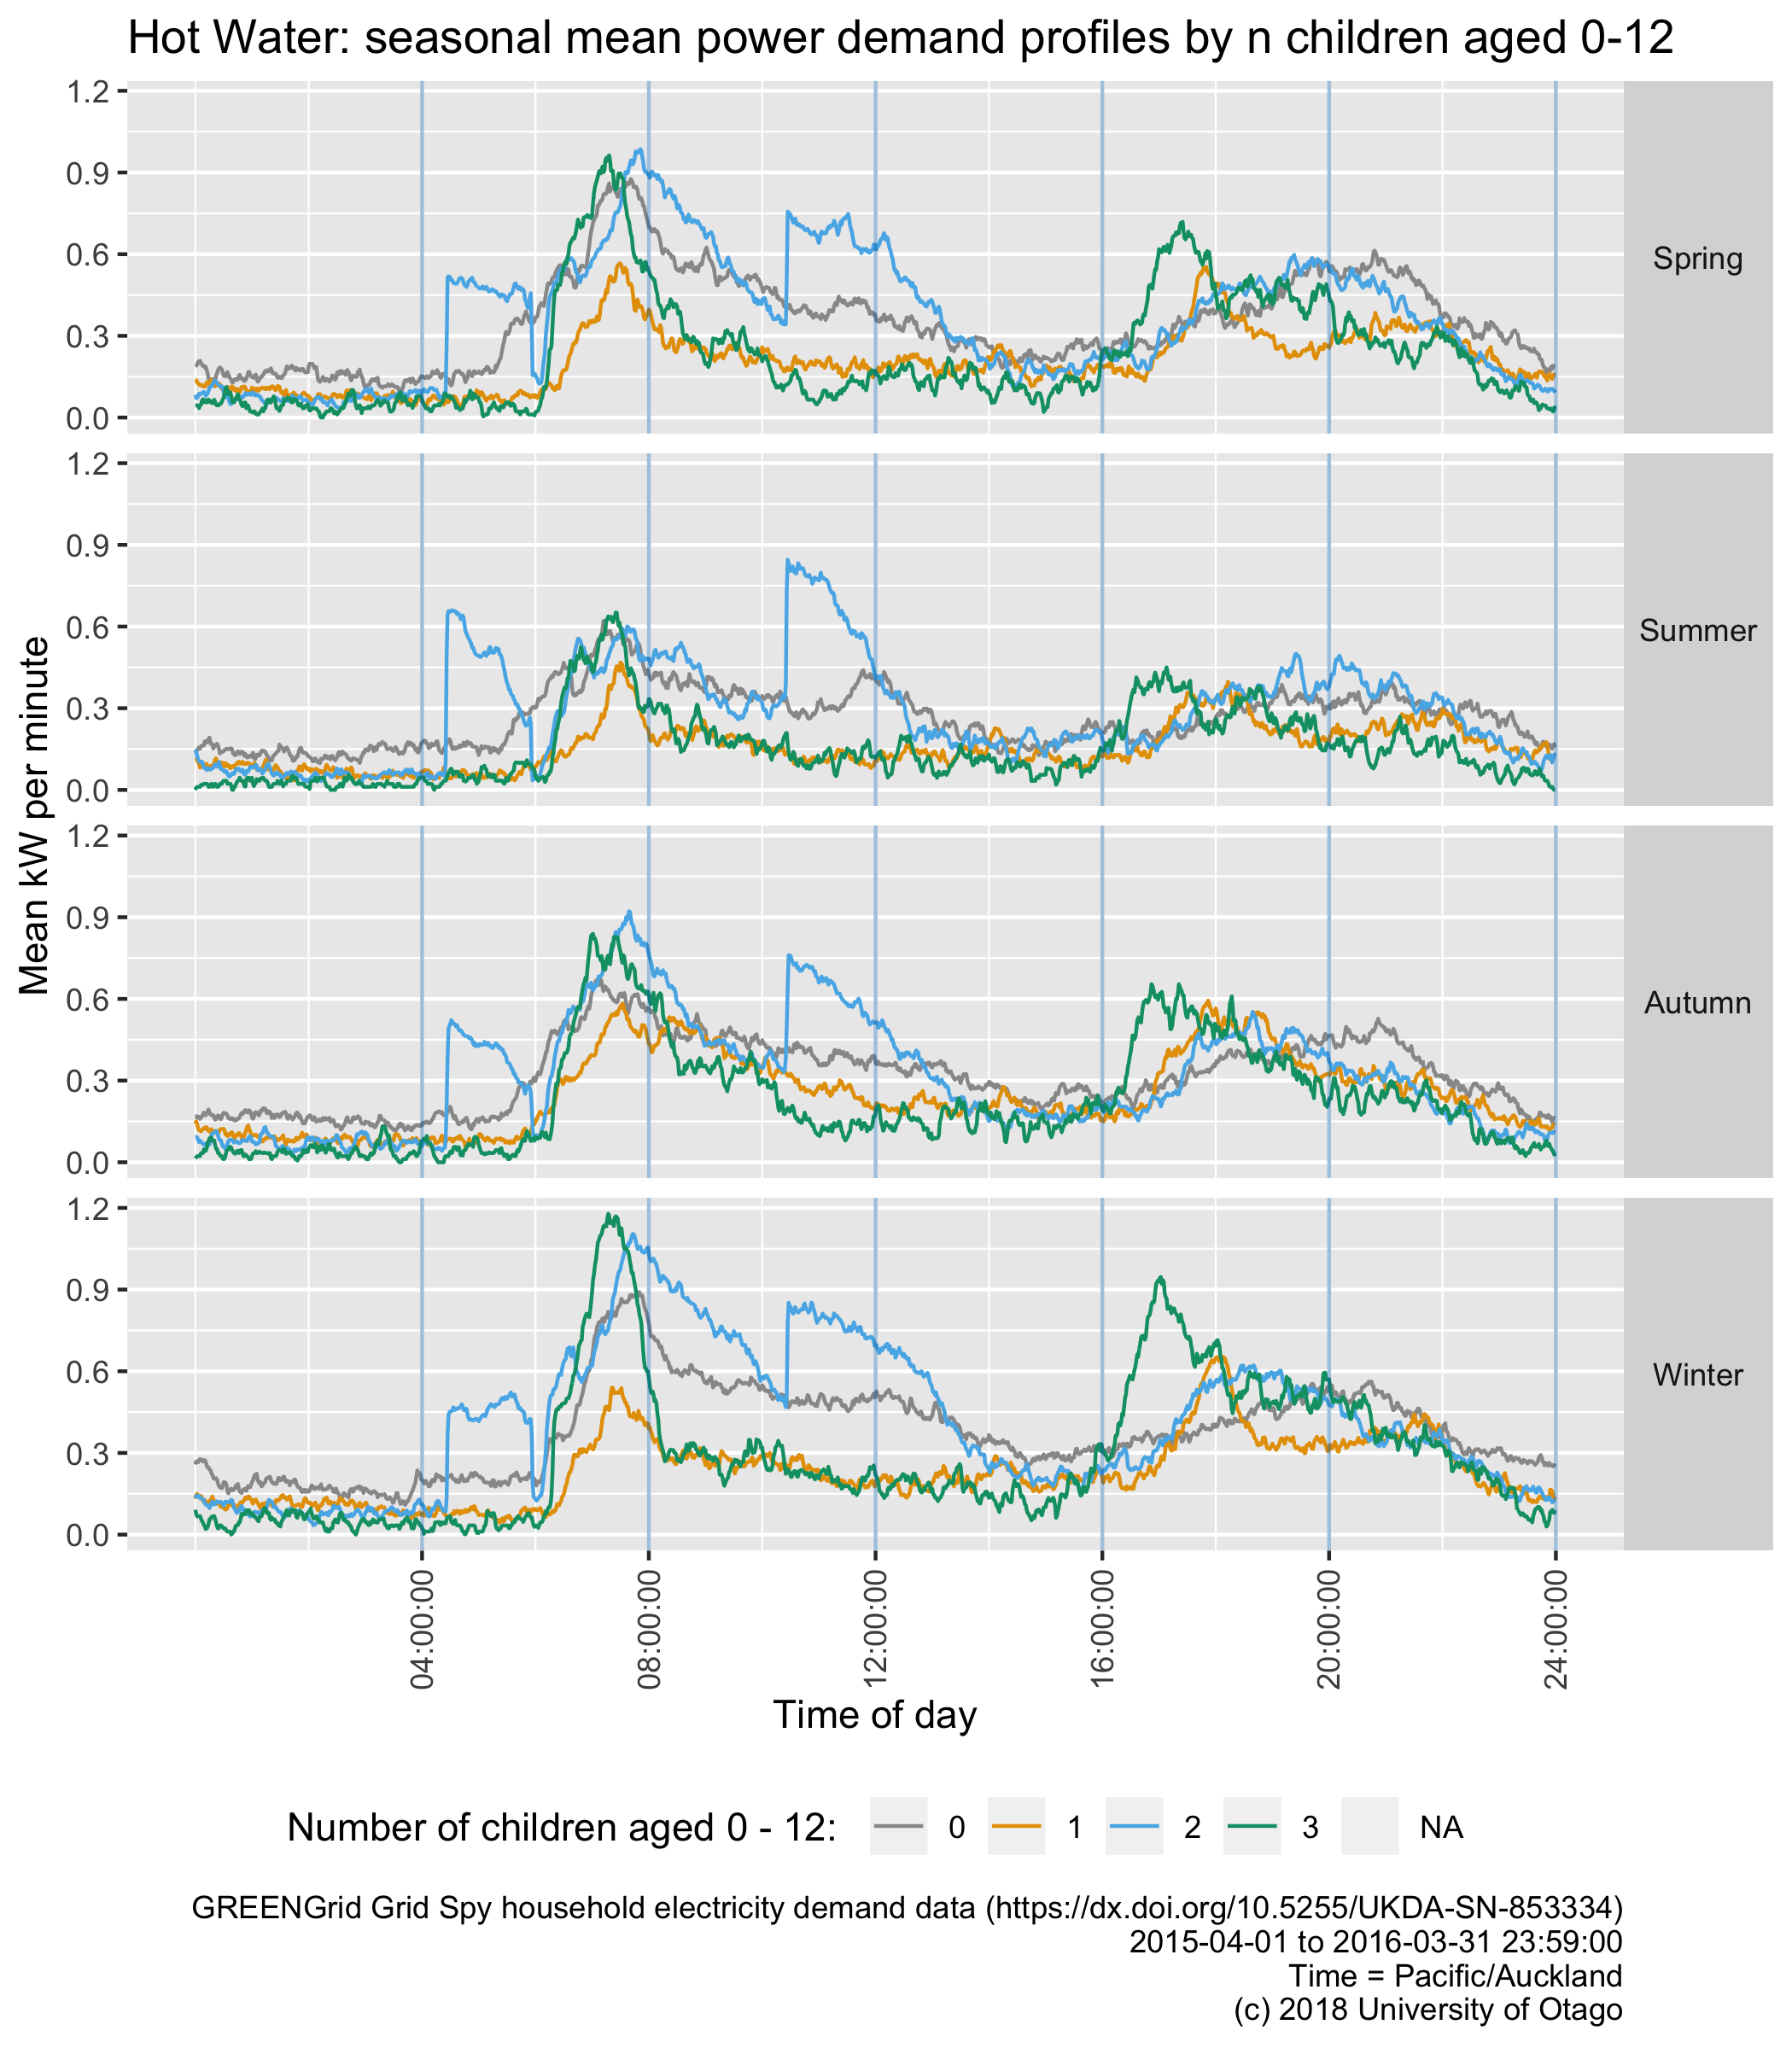 Hot Water: seasonal mean power demand profiles by n children aged 0-12
Mean kW per minute
1.2
0.9
0.6
0.3
0.0
Spring
1.2
0.9
0.6
0.3
0.0
Summer
1.2
0.9
0.6
0.3
0.0
Autumn
1.2
0.9
0.6
0.3
0.0
Winter
04:00:00
08:00:00
12:00:00
16:00:00
20:00:00
24:00:00
Time of day
Number of children aged 0 - 12: 0 1 2 3 NA
GREENGrid Grid Spy household electricity demand data (https://dx.doi.org/10.5255/UKDA-SN-853334)
2015-04-01 to 2016-03-31 23:59:00
Time = Pacific/Auckland
(c) 2018 University of Otago